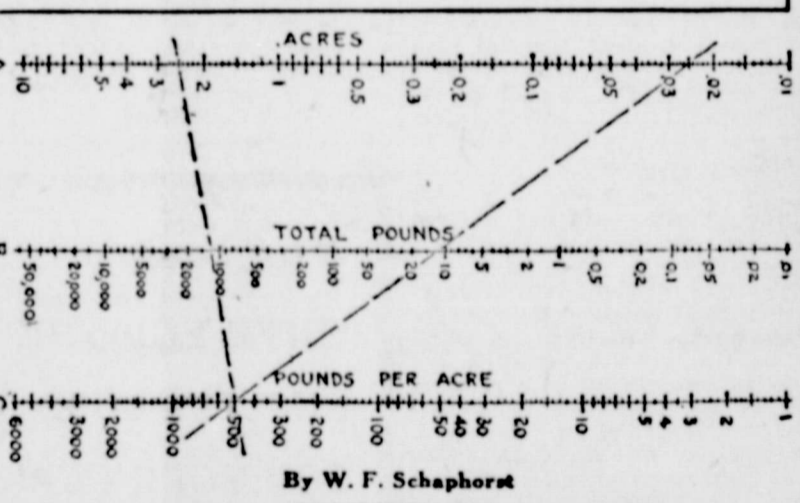 ACRES
10 5 4 3 2 1 0.5 0.3 0.2 0.1 .05 .03 .02 .01
TOTAL POUNDS
50,000 20,000 10,000 5000 2000 1000 500 200 100 50 20 10 5 2 1 0.5 0.2 0.1 .05 .02 .01
POUNDS PER ACRE
6000 3000 2000 1000 500 300 200 100 50 40 30 20 10 5 4 3 2 1
By W. F. Schaphorst